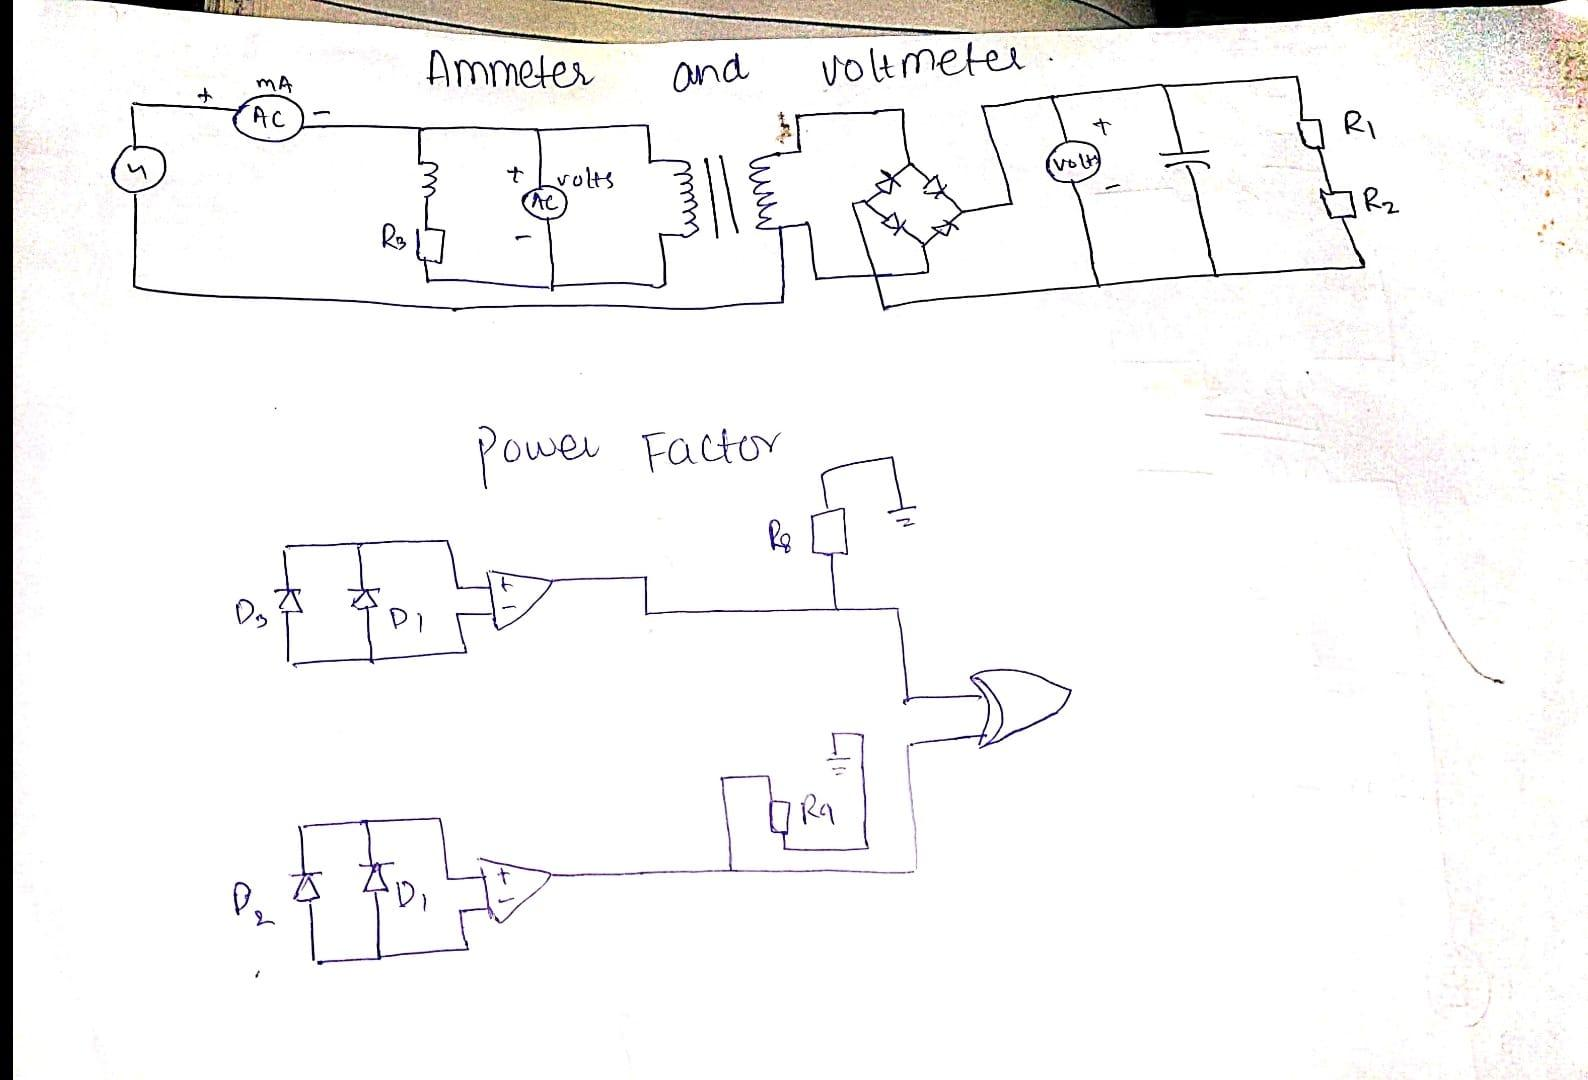 Ammeter and voltmeter.
mA
+ AC -
R1
+ volts
AC
-
+
volts
-
R2
R3
Power Factor
R8
D3
D1
+
-
R9
D2
D1
+
-